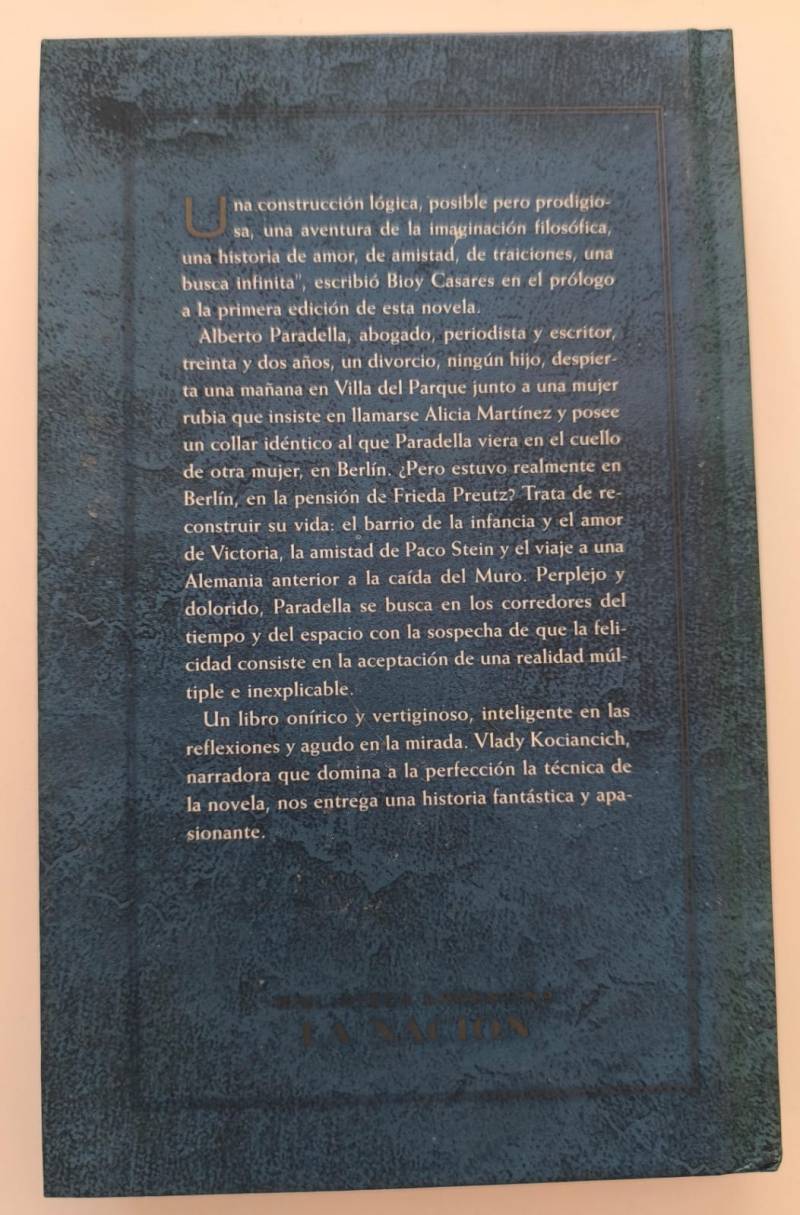 Una construcción lógica, posible pero prodigio-
sa, una aventura de la imaginación filosófica,
una historia de amor, de amistad, de traiciones, una
busca infinita", escribió Bioy Casares en el prólogo
a la primera edición de esta novela.
Alberto Paradella, abogado, periodista y escritor,
treinta y dos años, un divorcio, ningún hijo, despier-
ta una mañana en Villa del Parque junto a una mujer
rubia que insiste en llamarse Alicia Martínez y posee
un collar idéntico al que Paradella viera en el cuello
de otra mujer, en Berlín. ¿Pero estuvo realmente en
Berlín, en la pensión de Frieda Preutz? Trata de re-
construir su vida: el barrio de la infancia y el amor
de Victoria, la amistad de Paco Stein y el viaje a una
Alemania anterior a la caída del Muro. Perplejo y
dolorido, Paradella se busca en los corredores del
tiempo y del espacio con la sospecha de que la feli-
cidad consiste en la aceptación de una realidad múl-
tiple e inexplicable.
Un libro onírico y vertiginoso, inteligente en las
reflexiones y agudo en la mirada. Vlady Kociancich,
narradora que domina a la perfección la técnica de
la novela, nos entrega una historia fantástica y apa-
sionante.
LA NACION